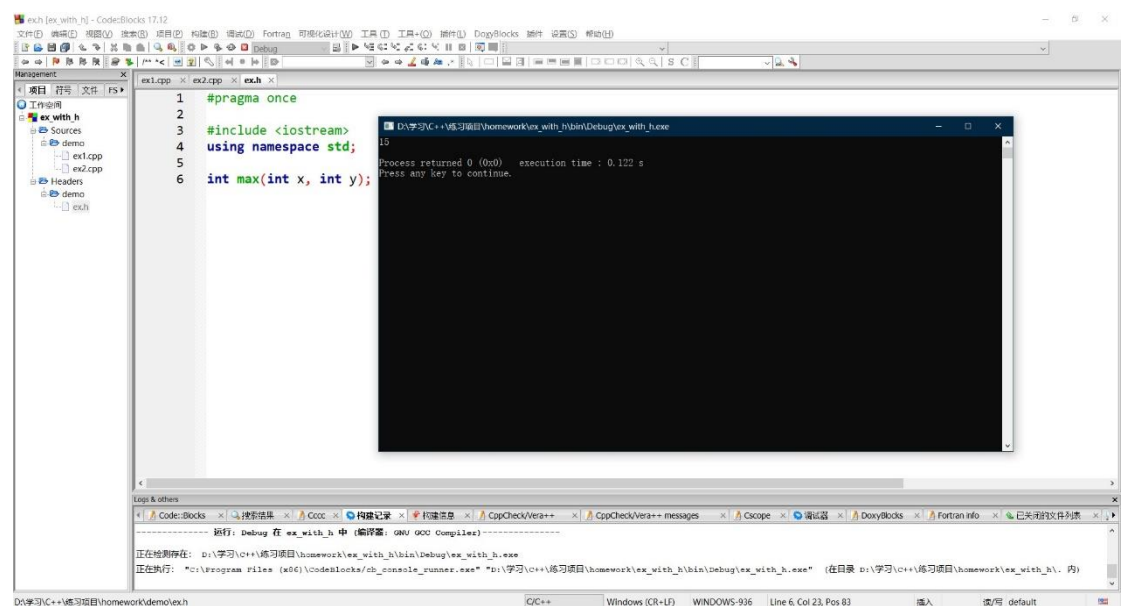 ex.h [ex_with_h] - Code::Blocks 17.12
文件(F) 编辑(E) 视图(V) 搜索(R) 项目(P) 构建(B) 调试(D) Fortran 可视化设计(W) 工具(T) 工具+(O) 插件(L) DoxyBlocks 插件 设置(S) 帮助(H)
Debug
S C
Management
项目 符号 文件 FS
ex1.cpp ex2.cpp ex.h
工作空间
ex_with_h
Sources
demo
ex1.cpp
ex2.cpp
Headers
demo
ex.h
1 #pragma once
2
3 #include <iostream>
4 using namespace std;
5
6 int max(int x, int y);
D:\学习\C++\练习项目\homework\ex_with_h\bin\Debug\ex_with_h.exe
15
Process returned 0 (0x0) execution time : 0.122 s
Press any key to continue.
Logs & others
Code::Blocks 搜索结果 Cccc 构建记录 构建信息 CppCheck/Vera++ CppCheck/Vera++ messages Cscope 调试器 DoxyBlocks Fortran info 已关闭的文件列表
-------------- 运行: Debug 在 ex_with_h 中 (编译器: GNU GCC Compiler)---------------
正在检测存在: D:\学习\C++\练习项目\homework\ex_with_h\bin\Debug\ex_with_h.exe
正在执行: "C:\Program Files (x86)\CodeBlocks/cb_console_runner.exe" "D:\学习\C++\练习项目\homework\ex_with_h\bin\Debug\ex_with_h.exe" (在目录 D:\学习\C++\练习项目\homework\ex_with_h\. 内)
D:\学习\C++\练习项目\homework\demo\ex.h C/C++ Windows (CR+LF) WINDOWS-936 Line 6, Col 23, Pos 83 插入 读/写 default